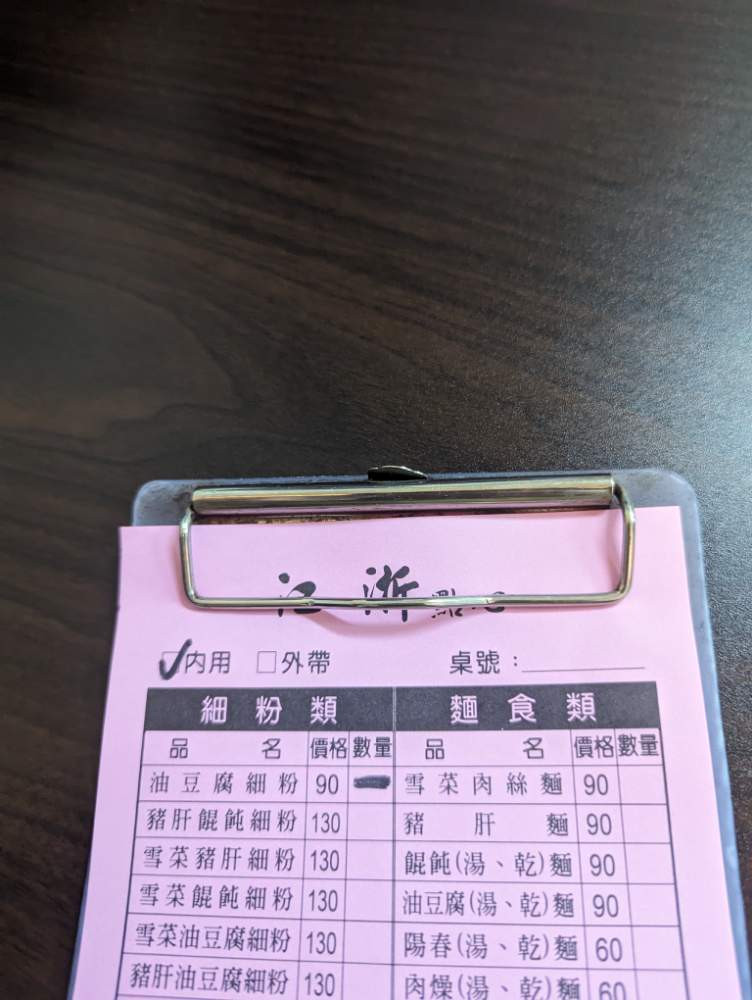 江浙點心
✓內用 □外帶 桌號：
細粉類 麵食類
品名 價格 數量 品名 價格 數量
油豆腐細粉 90 一 雪菜肉絲麵 90
豬肝餛飩細粉 130 豬肝麵 90
雪菜豬肝細粉 130 餛飩(湯、乾)麵 90
雪菜餛飩細粉 130 油豆腐(湯、乾)麵 90
雪菜油豆腐細粉 130 陽春(湯、乾)麵 60
豬肝油豆腐細粉 130 肉燥(湯、乾)麵 60